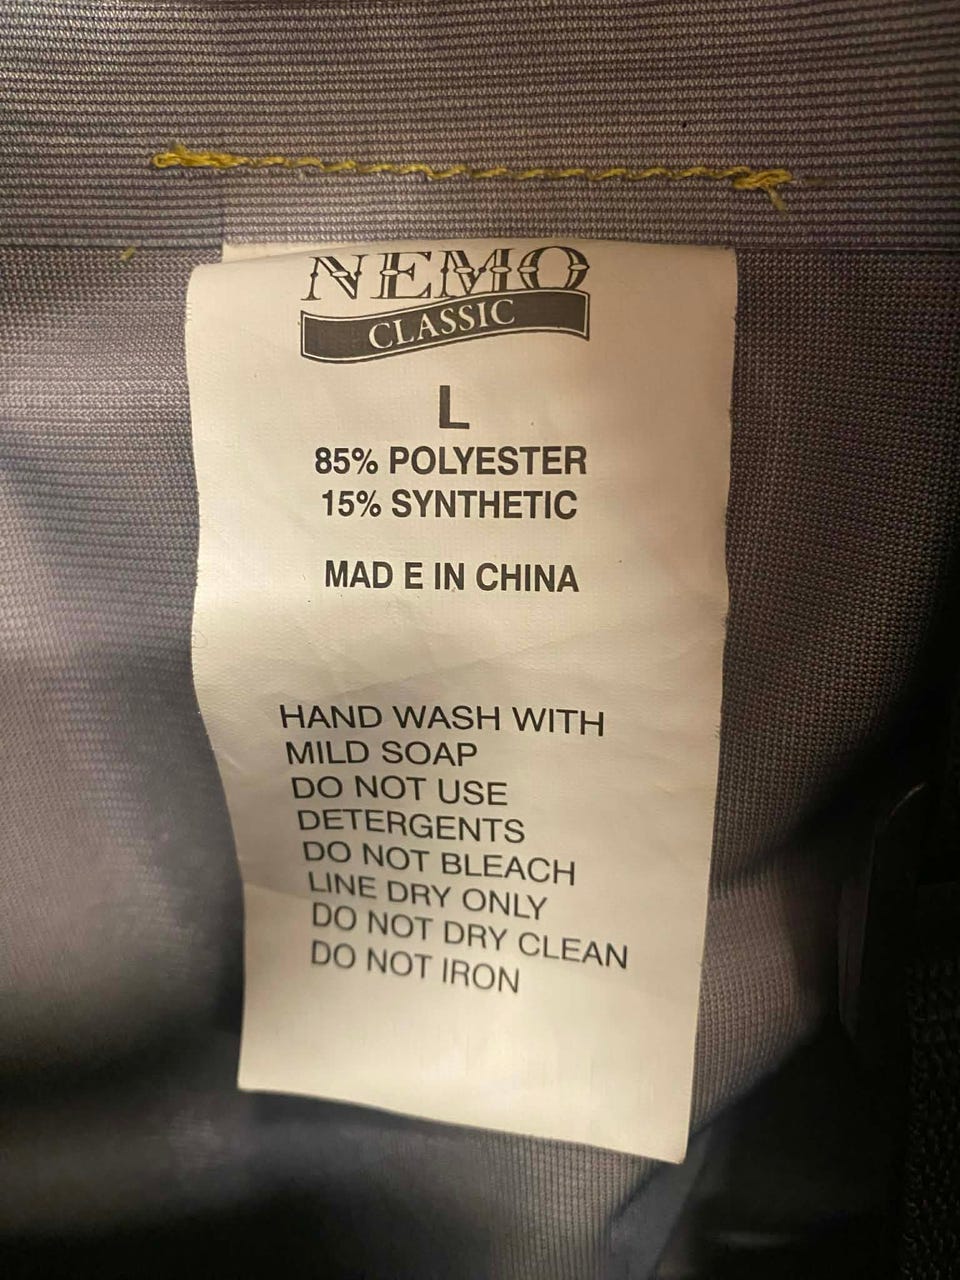 NEMO
CLASSIC
L
85% POLYESTER
15% SYNTHETIC
MAD E IN CHINA
HAND WASH WITH
MILD SOAP
DO NOT USE
DETERGENTS
DO NOT BLEACH
LINE DRY ONLY
DO NOT DRY CLEAN
DO NOT IRON